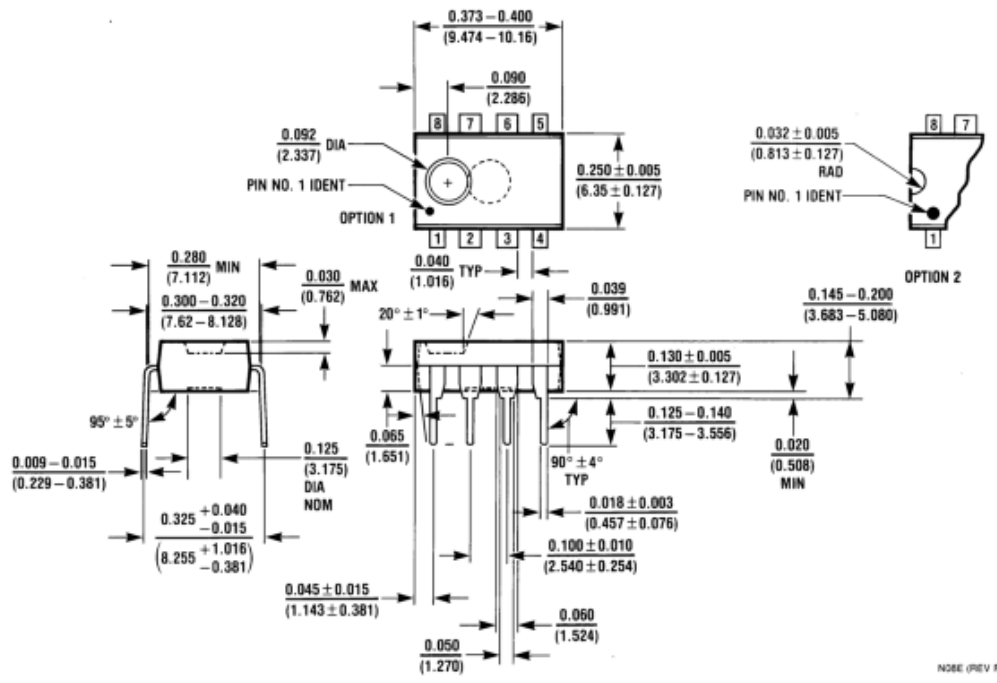 0.373 – 0.400
(9.474 – 10.16)
0.090
(2.286)
8 7 6 5
0.092
(2.337) DIA
PIN NO. 1 IDENT
OPTION 1
1 2 3 4
0.250 ± 0.005
(6.35 ± 0.127)
0.032 ± 0.005
(0.813 ± 0.127)
RAD
PIN NO. 1 IDENT
8 7
1
OPTION 2
0.280
(7.112) MIN
0.300 – 0.320
(7.62 – 8.128)
0.030
(0.762) MAX
0.040
(1.016) TYP
0.039
(0.991)
20° ± 1°
0.145 – 0.200
(3.683 – 5.080)
0.130 ± 0.005
(3.302 ± 0.127)
0.125 – 0.140
(3.175 – 3.556)
0.020
(0.508)
MIN
95° ± 5°
0.065
(1.651)
90° ± 4°
TYP
0.009 – 0.015
(0.229 – 0.381)
0.125
(3.175)
DIA
NOM
0.018 ± 0.003
(0.457 ± 0.076)
0.325 +0.040
−0.015
(8.255 +1.016
−0.381)
0.100 ± 0.010
(2.540 ± 0.254)
0.045 ± 0.015
(1.143 ± 0.381)
0.060
(1.524)
0.050
(1.270)
N08E (REV F